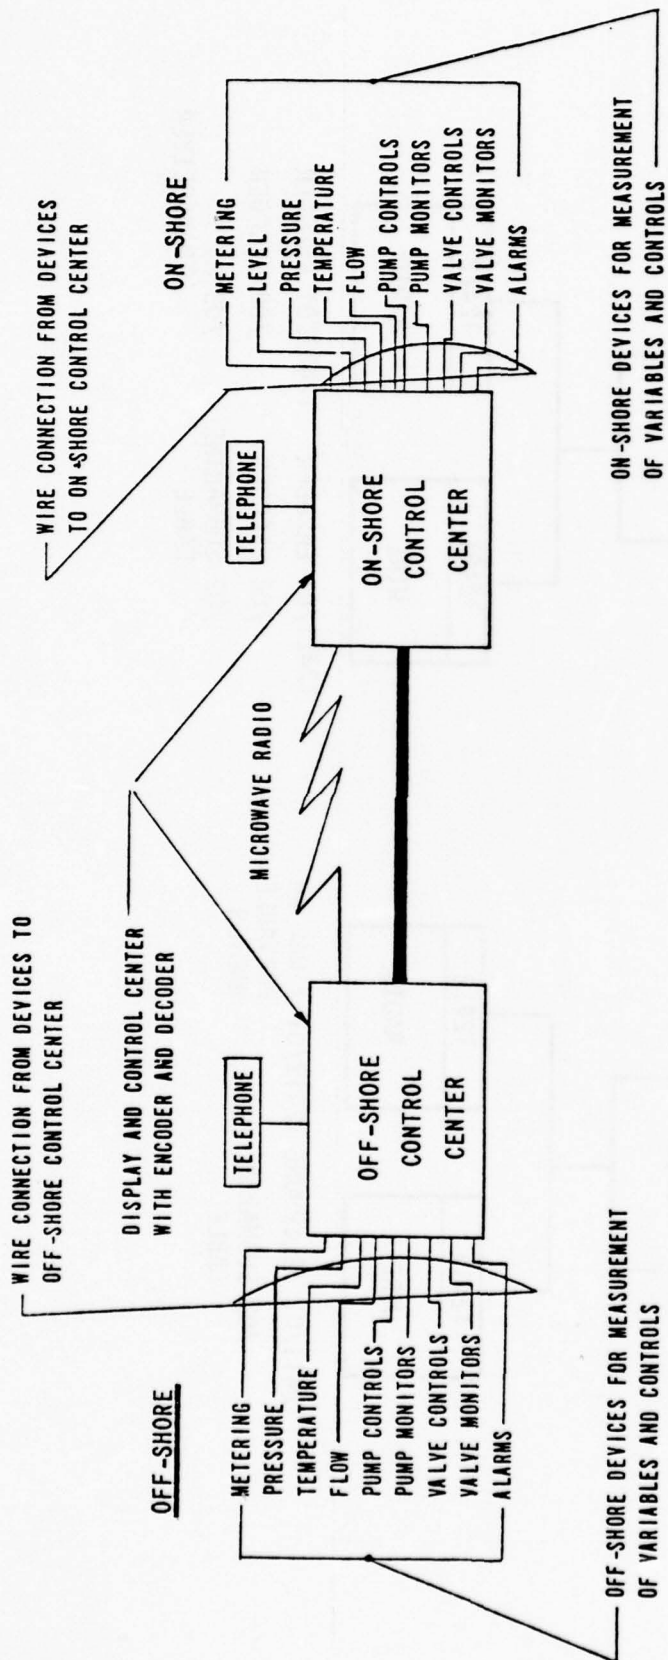 WIRE CONNECTION FROM DEVICES TO
OFF-SHORE CONTROL CENTER
WIRE CONNECTION FROM DEVICES
TO ON-SHORE CONTROL CENTER
DISPLAY AND CONTROL CENTER
WITH ENCODER AND DECODER
OFF-SHORE
METERING
PRESSURE
TEMPERATURE
FLOW
PUMP CONTROLS
PUMP MONITORS
VALVE CONTROLS
VALVE MONITORS
ALARMS
TELEPHONE
OFF-SHORE
CONTROL
CENTER
MICROWAVE RADIO
TELEPHONE
ON-SHORE
CONTROL
CENTER
ON-SHORE
METERING
LEVEL
PRESSURE
TEMPERATURE
FLOW
PUMP CONTROLS
PUMP MONITORS
VALVE CONTROLS
VALVE MONITORS
ALARMS
OFF-SHORE DEVICES FOR MEASUREMENT
OF VARIABLES AND CONTROLS
ON-SHORE DEVICES FOR MEASUREMENT
OF VARIABLES AND CONTROLS